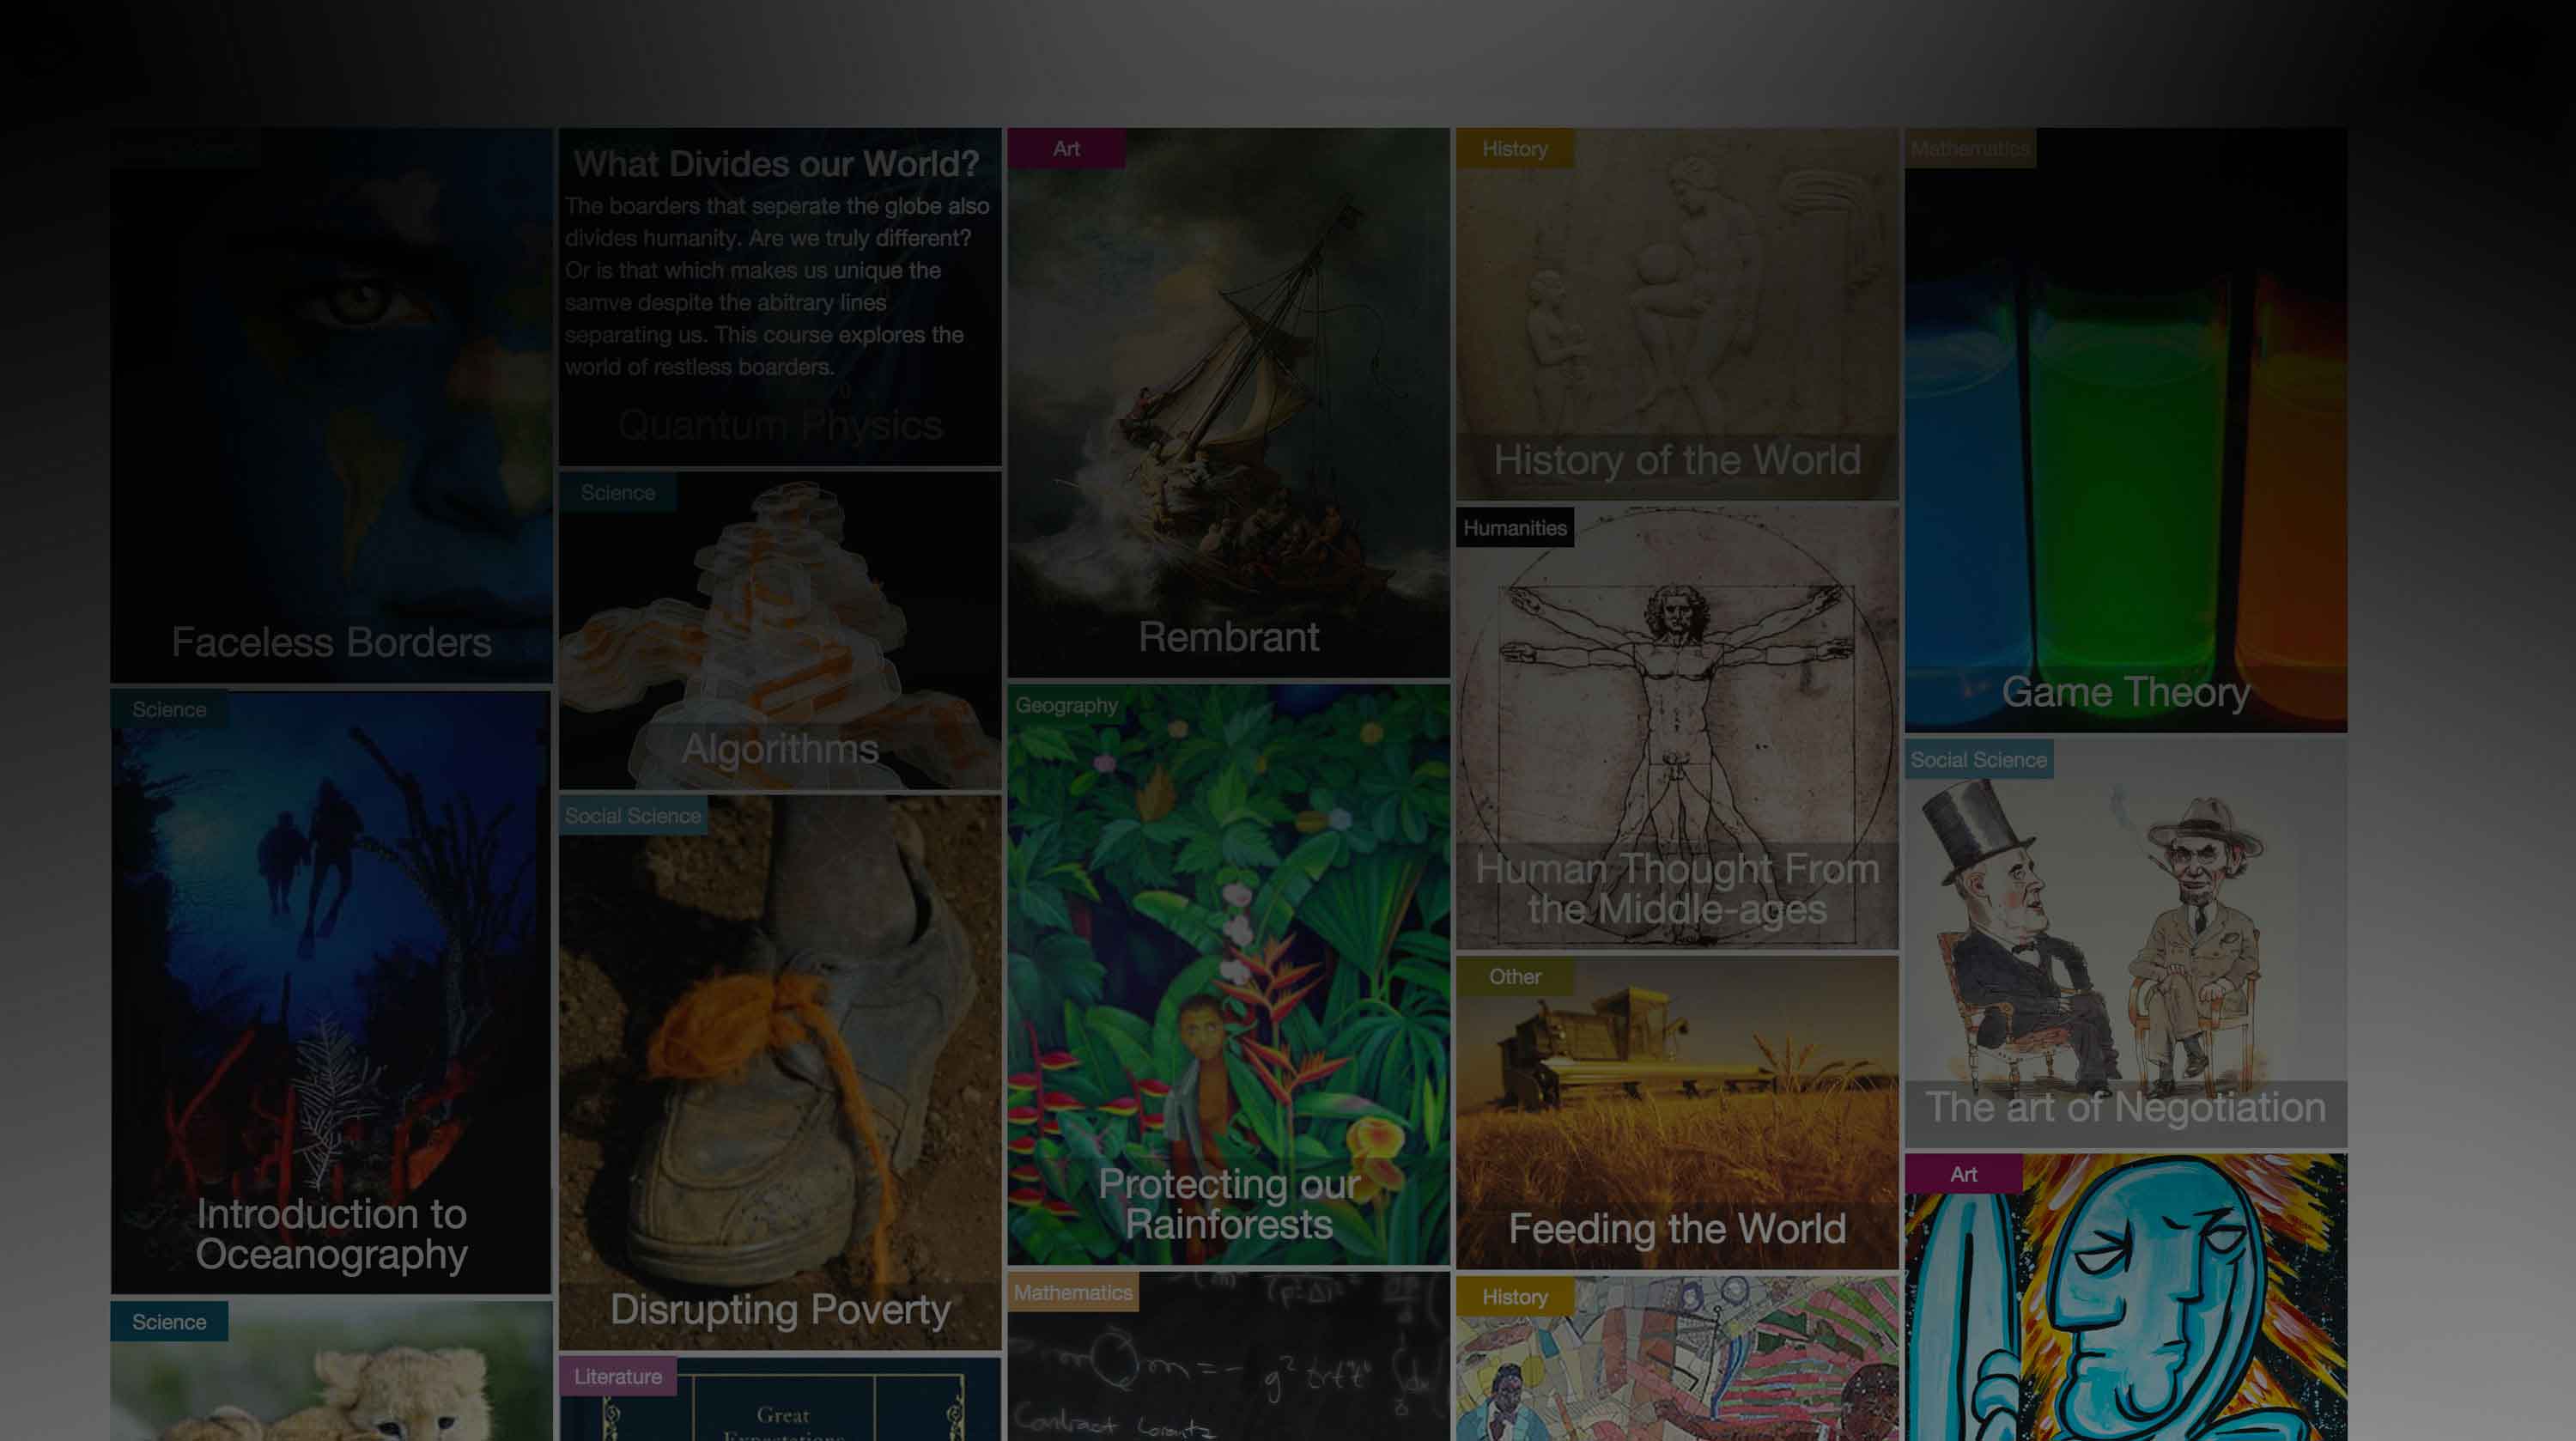 What Divides our World?
The boarders that seperate the globe also
divides humanity. Are we truly different?
Or is that which makes us unique the
samve despite the abitrary lines
separating us. This course explores the
world of restless boarders.
Quantum Physics
Faceless Borders
Science
Introduction to
Oceanography
Science
Science
Algorithms
Social Science
Disrupting Poverty
Literature
Great
Expectations
Art
Rembrant
Geography
Protecting our
Rainforests
Mathematics
Contract
History
History of the World
Humanities
Human Thought From
the Middle-ages
Other
Feeding the World
History
Mathematics
Game Theory
Social Science
The art of Negotiation
Art